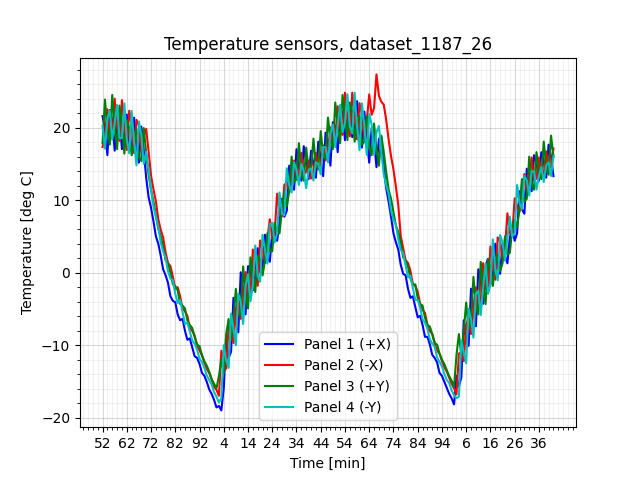 Temperature sensors, dataset_1187_26
Temperature [deg C]
20
10
0
−10
−20
Panel 1 (+X)
Panel 2 (-X)
Panel 3 (+Y)
Panel 4 (-Y)
52 62 72 82 92 4 14 24 34 44 54 64 74 84 94 6 16 26 36
Time [min]